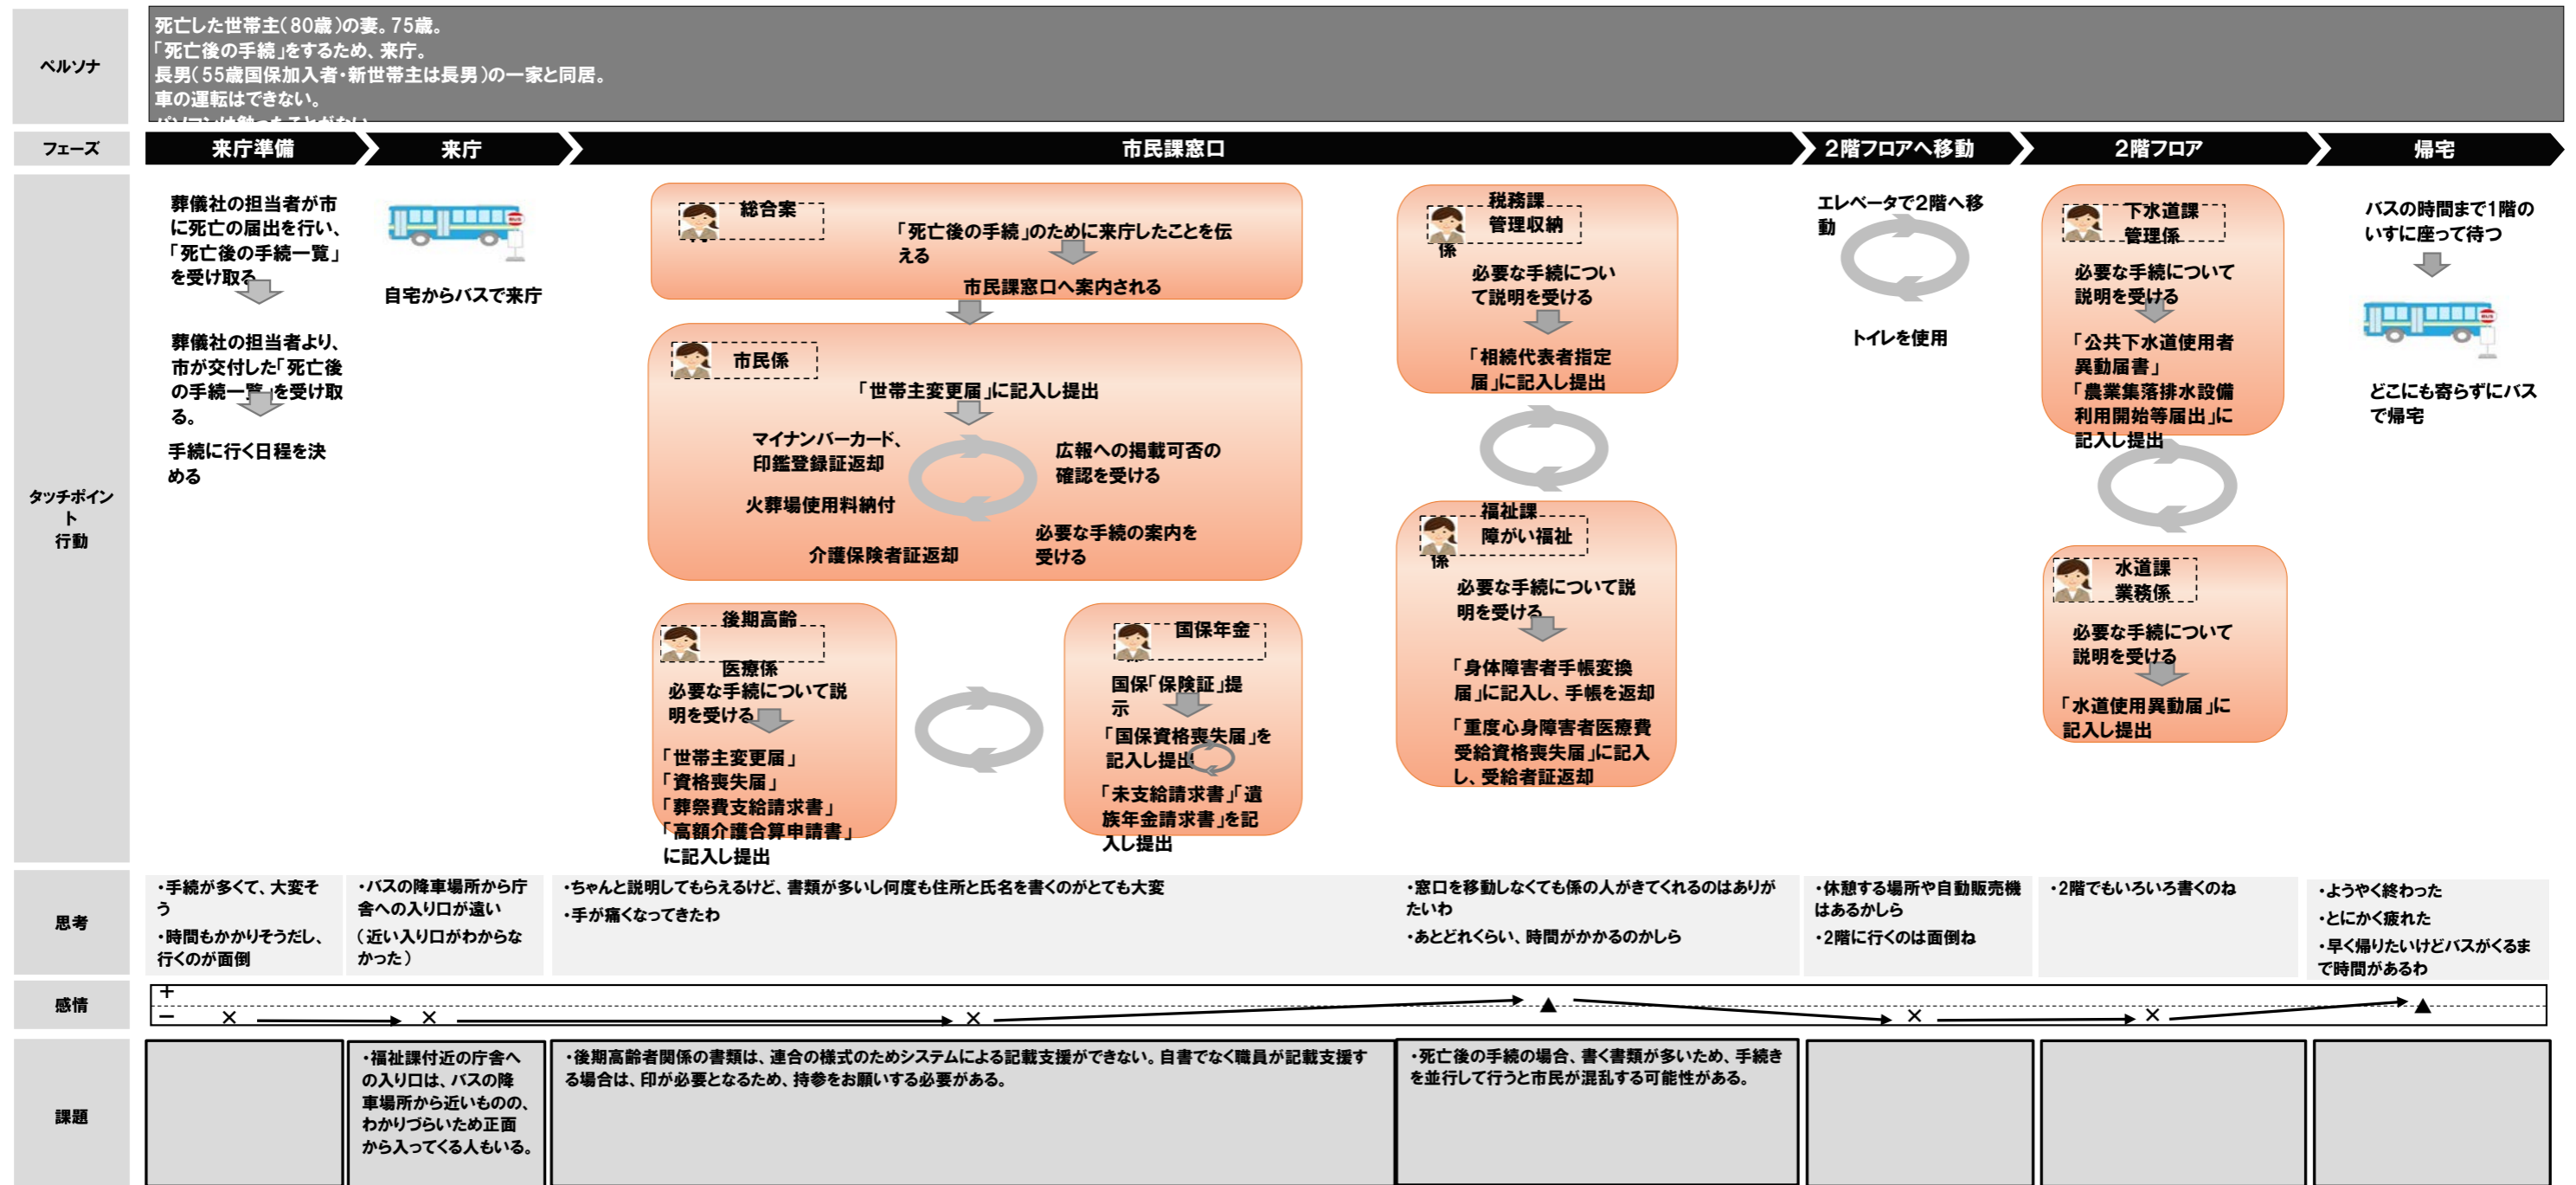 ペルソナ
死亡した世帯主(80歳)の妻。75歳。
「死亡後の手続」をするため、来庁。
長男(55歳国保加入者・新世帯主は長男)の一家と同居。
車の運転はできない。
パソコンは触ったことがない
フェーズ
来庁準備
来庁
市民課窓口
2階フロアへ移動
2階フロア
帰宅
タッチポイン
ト
行動
葬儀社の担当者が市
に死亡の届出を行い、
「死亡後の手続一覧」
を受け取る
葬儀社の担当者より、
市が交付した「死亡後
の手続一覧」を受け取
る。
手続に行く日程を決
める
BUS
自宅からバスで来庁
総合案
「死亡後の手続」のために来庁したことを伝
える
市民課窓口へ案内される
市民係
「世帯主変更届」に記入し提出
マイナンバーカード、
印鑑登録証返却
火葬場使用料納付
介護保険者証返却
広報への掲載可否の
確認を受ける
必要な手続の案内を
受ける
後期高齢
医療係
必要な手続について説
明を受ける
「世帯主変更届」
「資格喪失届」
「葬祭費支給請求書」
「高額介護合算申請書」
に記入し提出
国保年金
国保「保険証」提
示
「国保資格喪失届」を
記入し提出
「未支給請求書」「遺
族年金請求書」を記
入し提出
税務課
管理収納
係
必要な手続につい
て説明を受ける
「相続代表者指定
届」に記入し提出
福祉課
障がい福祉
係
必要な手続について説
明を受ける
「身体障害者手帳変換
届」に記入し、手帳を返却
「重度心身障害者医療費
受給資格喪失届」に記入
し、受給者証返却
エレベータで2階へ移
動
トイレを使用
下水道課
管理係
必要な手続について
説明を受ける
「公共下水道使用者
異動届書」
「農業集落排水設備
利用開始等届出」に
記入し提出
水道課
業務係
必要な手続について
説明を受ける
「水道使用異動届」に
記入し提出
バスの時間まで1階の
いすに座って待つ
BUS
どこにも寄らずにバス
で帰宅
思考
・手続が多くて、大変そ
う
・時間もかかりそうだし、
行くのが面倒
・バスの降車場所から庁
舎への入り口が遠い
(近い入り口がわからな
かった)
・ちゃんと説明してもらえるけど、書類が多いし何度も住所と氏名を書くのがとても大変
・手が痛くなってきたわ
・窓口を移動しなくても係の人がきてくれるのはありが
たいわ
・あとどれくらい、時間がかかるのかしら
・休憩する場所や自動販売機
はあるかしら
・2階に行くのは面倒ね
・2階でもいろいろ書くのね
・ようやく終わった
・とにかく疲れた
・早く帰りたいけどバスがくるま
で時間があるわ
感情
+
−
× × × ▲ × × ▲
課題
・福祉課付近の庁舎へ
の入り口は、バスの降
車場所から近いものの、
わかりづらいため正面
から入ってくる人もいる。
・後期高齢者関係の書類は、連合の様式のためシステムによる記載支援ができない。自書でなく職員が記載支援す
る場合は、印が必要となるため、持参をお願いする必要がある。
・死亡後の手続の場合、書く書類が多いため、手続き
を並行して行うと市民が混乱する可能性がある。